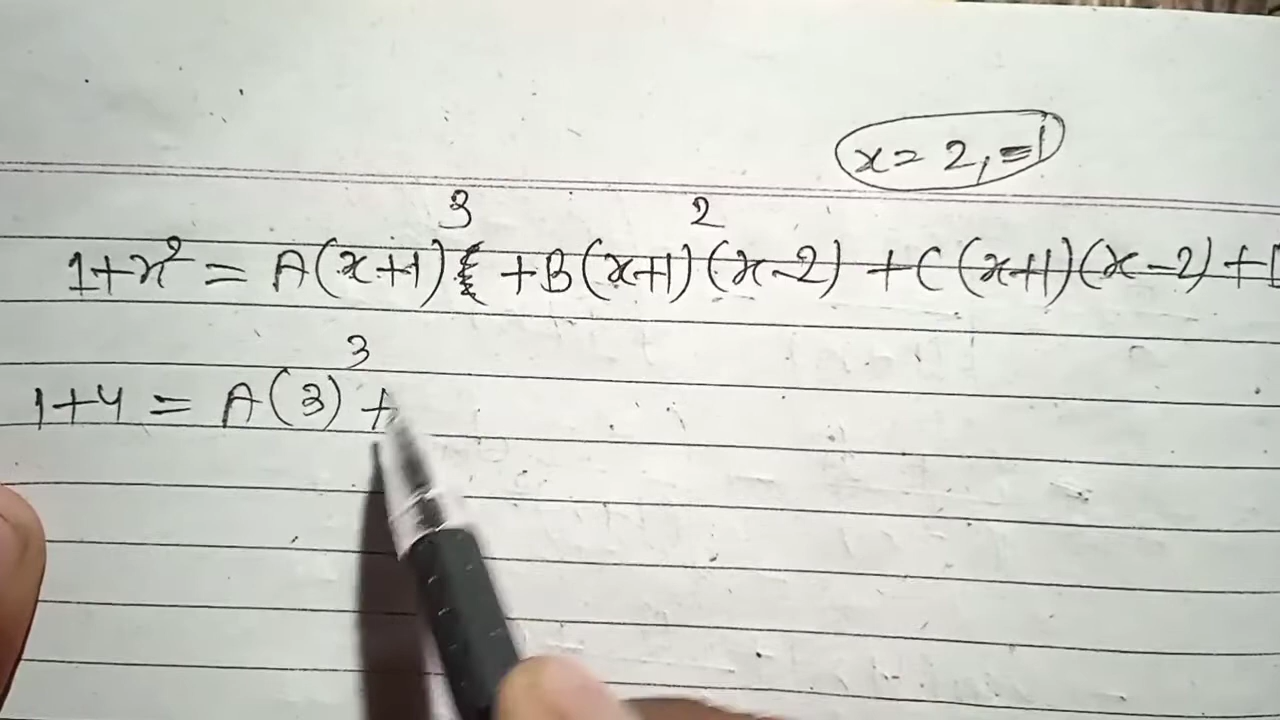 x = 2, -1
1+x² = A(x+1)³ + B(x+1)²(x-2) + C(x+1)(x-2) + D
1+4 = A(3)³ +